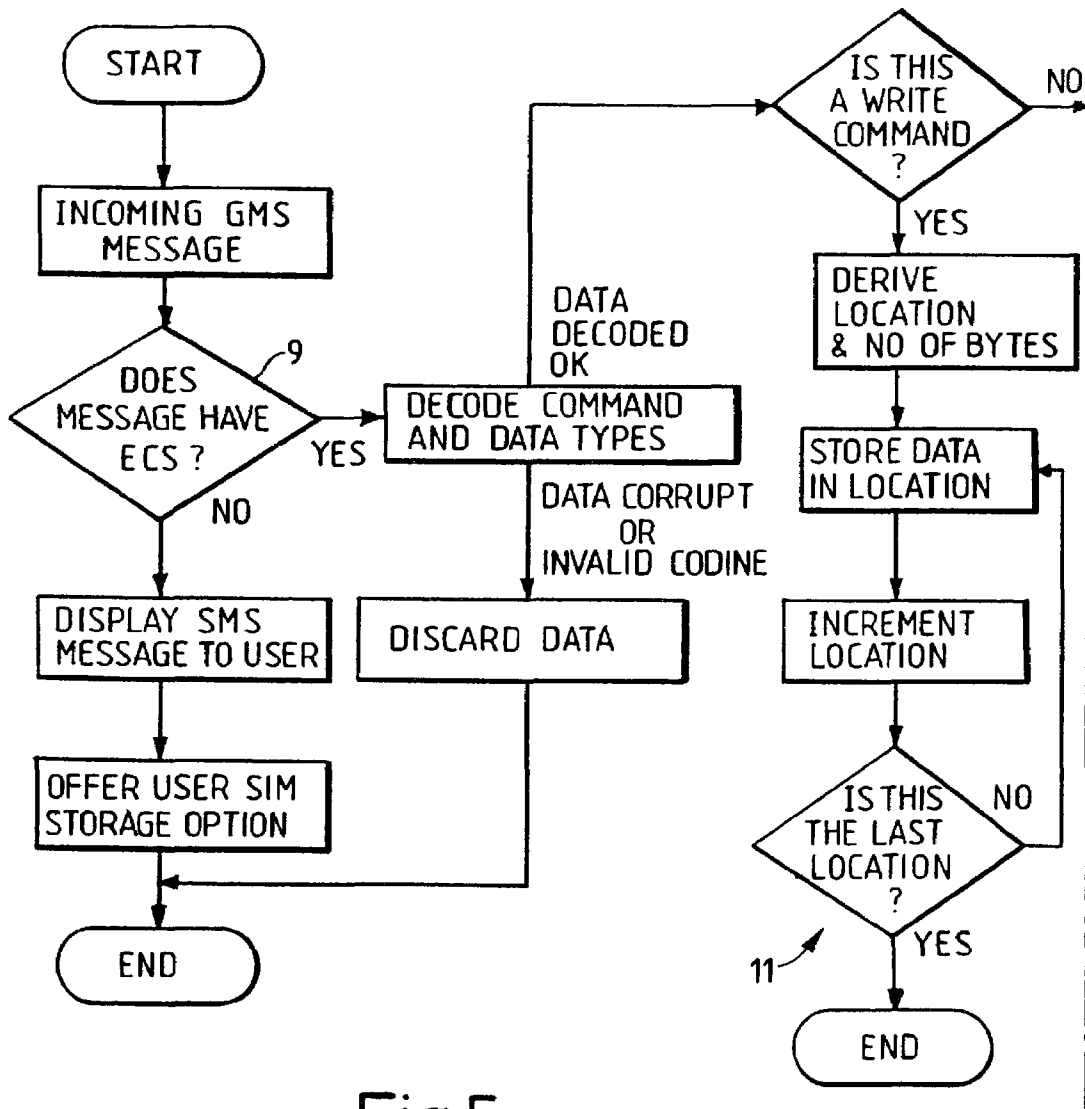 START
INCOMING GMS
MESSAGE
9
DOES
MESSAGE HAVE
ECS ?
YES
NO
DISPLAY SMS
MESSAGE TO USER
OFFER USER SIM
STORAGE OPTION
END
DATA
DECODED
OK
DECODE COMMAND
AND DATA TYPES
DATA CORRUPT
OR
INVALID CODINE
DISCARD DATA
IS THIS
A WRITE
COMMAND
?
NO
YES
DERIVE
LOCATION
& NO OF BYTES
STORE DATA
IN LOCATION
INCREMENT
LOCATION
IS THIS
THE LAST
LOCATION
?
NO
11
YES
END